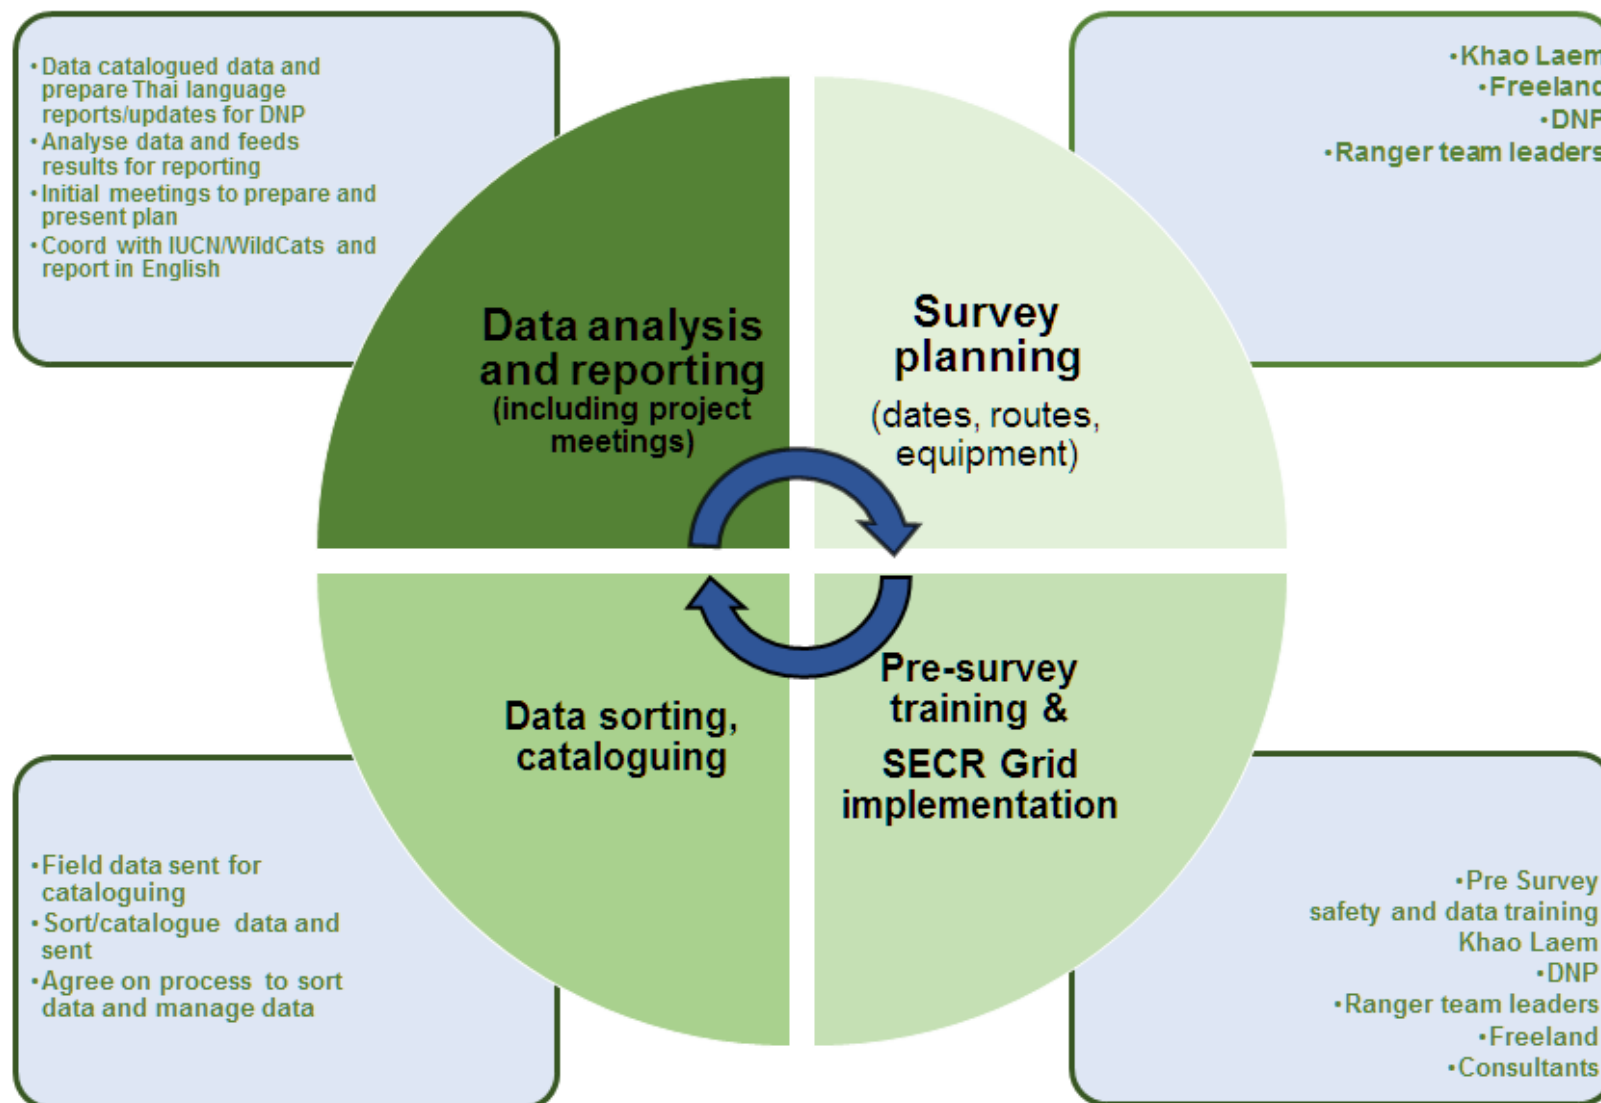 •Data catalogued data and
prepare Thai language
reports/updates for DNP
•Analyse data and feeds
results for reporting
•Initial meetings to prepare and
present plan
•Coord with IUCN/WildCats and
report in English
•Khao Laem
•Freeland
•DNP
•Ranger team leaders
Data analysis
and reporting
(including project
meetings)
Survey
planning
(dates, routes,
equipment)
Data sorting,
cataloguing
Pre-survey
training &
SECR Grid
implementation
•Field data sent for
cataloguing
•Sort/catalogue data and
sent
•Agree on process to sort
data and manage data
•Pre Survey
safety and data training
Khao Laem
•DNP
•Ranger team leaders
•Freeland
•Consultants